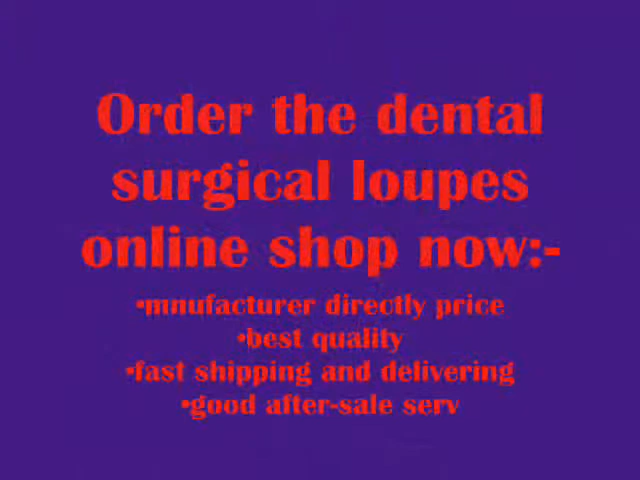 Order the dental
surgical loupes
online shop now:-
•mnufacturer directly price
•best quality
•fast shipping and delivering
•good after-sale serv